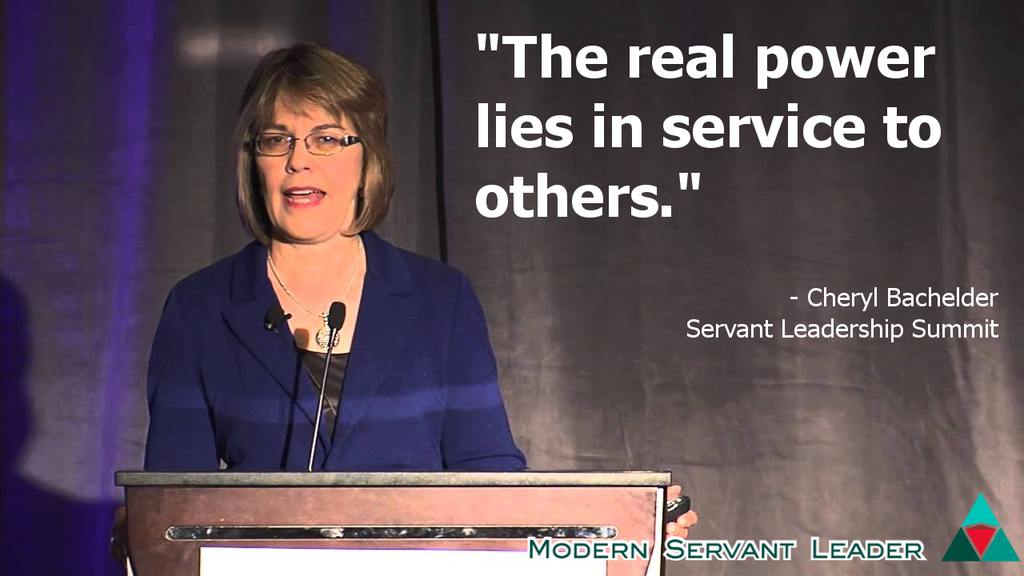 "The real power
lies in service to
others."
- Cheryl Bachelder
Servant Leadership Summit
Modern Servant Leader